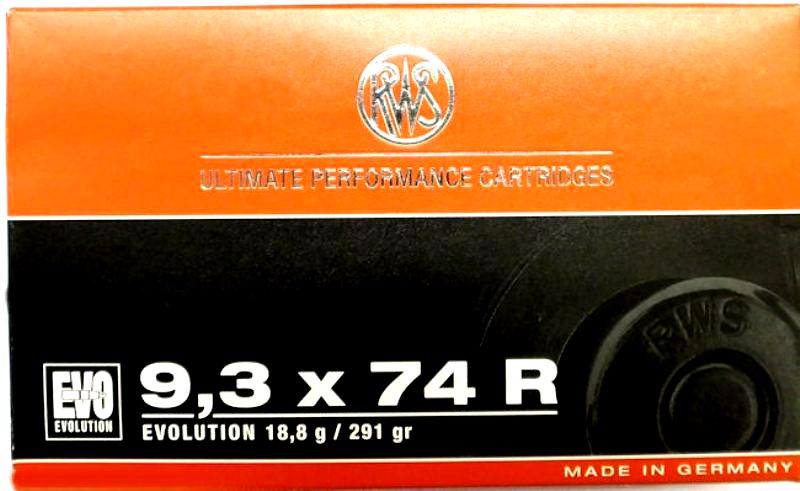 RWS
ULTIMATE PERFORMANCE CARTRIDGES
RWS
EVO
EVOLUTION
9,3 x 74 R
EVOLUTION 18,8 g / 291 gr
MADE IN GERMANY